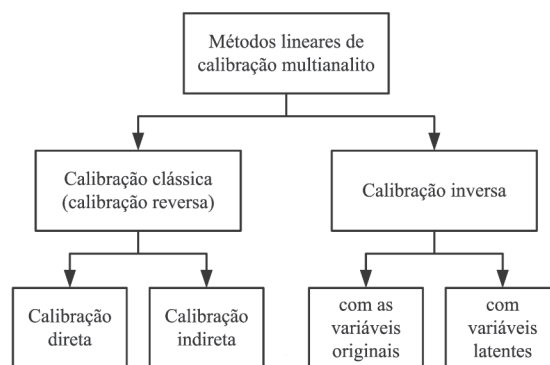 Métodos lineares de
calibração multianalito
Calibração clássica
(calibração reversa)
Calibração inversa
Calibração
direta
Calibração
indireta
com as
variáveis
originais
com
variáveis
latentes